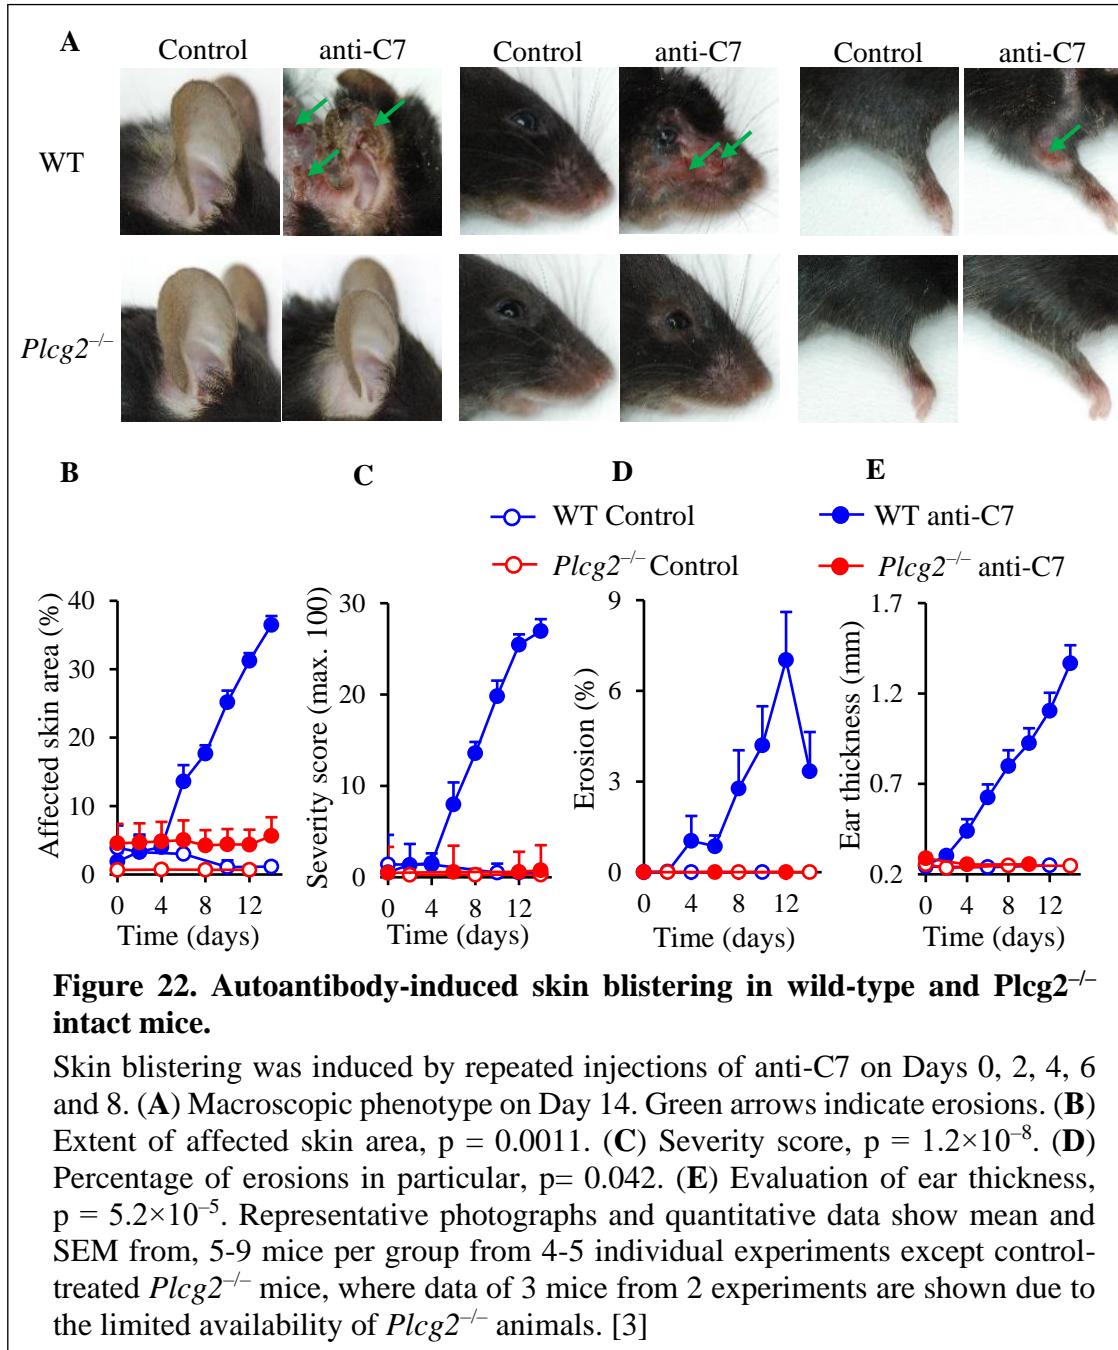 A
Control anti-C7 Control anti-C7 Control anti-C7
WT
Plcg2–/–
B C D E
WT Control WT anti-C7
Plcg2–/– Control Plcg2–/– anti-C7
Affected skin area (%)
40
30
20
10
0
0 4 8 12
Time (days)
Severity score (max. 100)
30
20
10
0
0 4 8 12
Time (days)
Erosion (%)
9
6
3
0
0 4 8 12
Time (days)
Ear thickness (mm)
1.7
1.2
0.7
0.2
0 4 8 12
Time (days)
Figure 22. Autoantibody-induced skin blistering in wild-type and Plcg2–/–
intact mice.
Skin blistering was induced by repeated injections of anti-C7 on Days 0, 2, 4, 6
and 8. (A) Macroscopic phenotype on Day 14. Green arrows indicate erosions. (B)
Extent of affected skin area, p = 0.0011. (C) Severity score, p = 1.2×10–8. (D)
Percentage of erosions in particular, p= 0.042. (E) Evaluation of ear thickness,
p = 5.2×10–5. Representative photographs and quantitative data show mean and
SEM from, 5-9 mice per group from 4-5 individual experiments except control-
treated Plcg2–/– mice, where data of 3 mice from 2 experiments are shown due to
the limited availability of Plcg2–/– animals. [3]